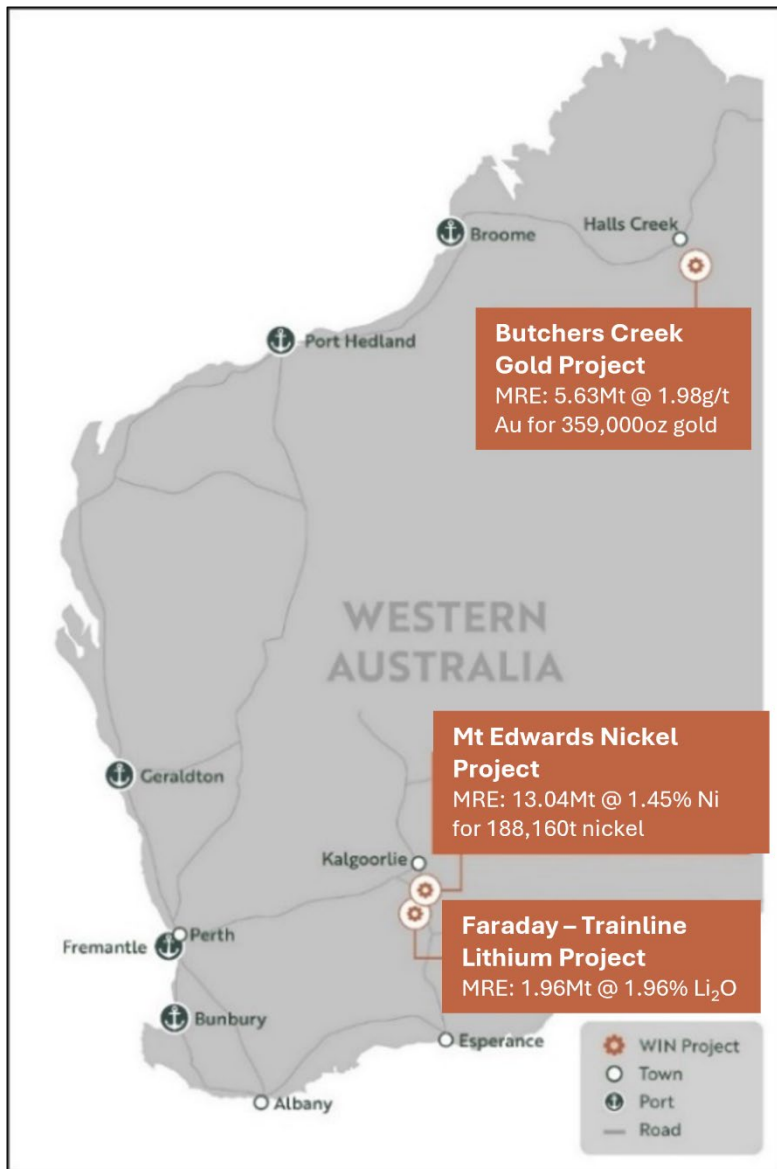 Halls Creek
Broome
Butchers Creek
Gold Project
MRE: 5.63Mt @ 1.98g/t
Au for 359,000oz gold
Port Hedland
WESTERN
AUSTRALIA
Mt Edwards Nickel
Project
MRE: 13.04Mt @ 1.45% Ni
for 188,160t nickel
Geraldton
Kalgoorlie
Faraday – Trainline
Lithium Project
MRE: 1.96Mt @ 1.96% Li₂O
Perth
Fremantle
Bunbury
Esperance
Albany
WIN Project
Town
Port
Road